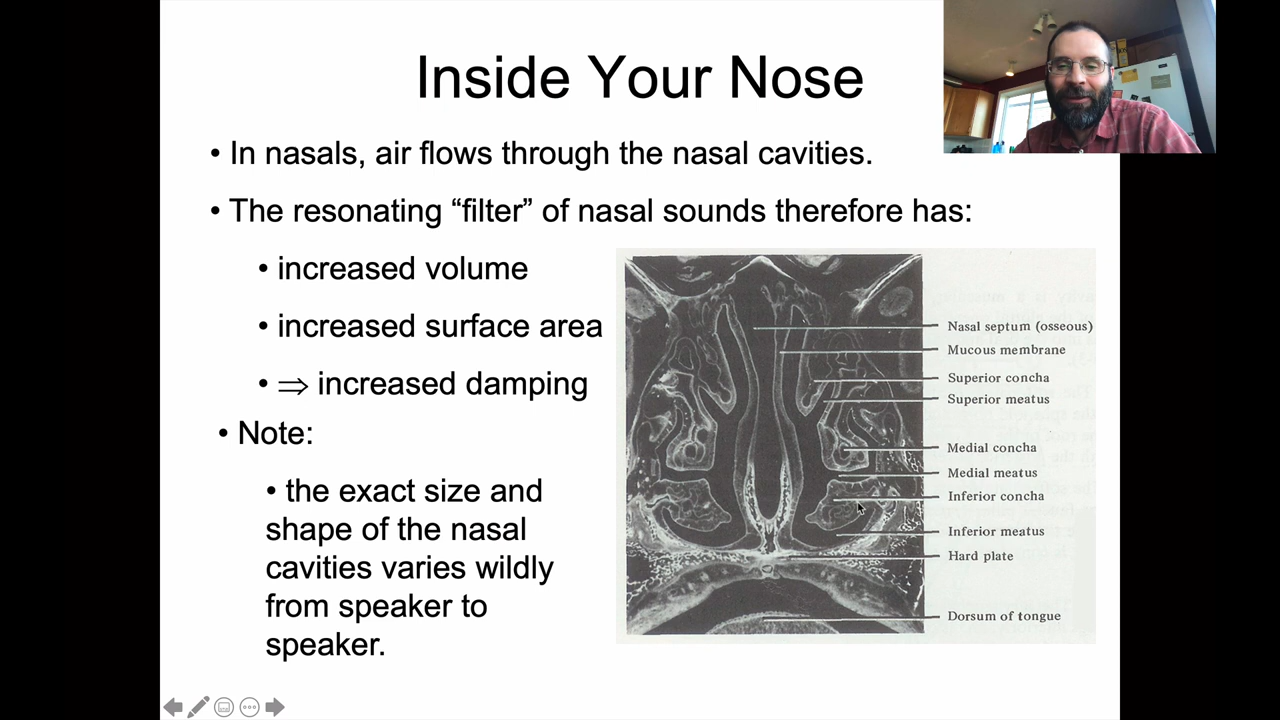 Inside Your Nose
• In nasals, air flows through the nasal cavities.
• The resonating “filter” of nasal sounds therefore has:
• increased volume
• increased surface area
• ⇒ increased damping
• Note:
• the exact size and
shape of the nasal
cavities varies wildly
from speaker to
speaker.
Nasal septum (osseous)
Mucous membrane
Superior concha
Superior meatus
Medial concha
Medial meatus
Inferior concha
Inferior meatus
Hard plate
Dorsum of tongue